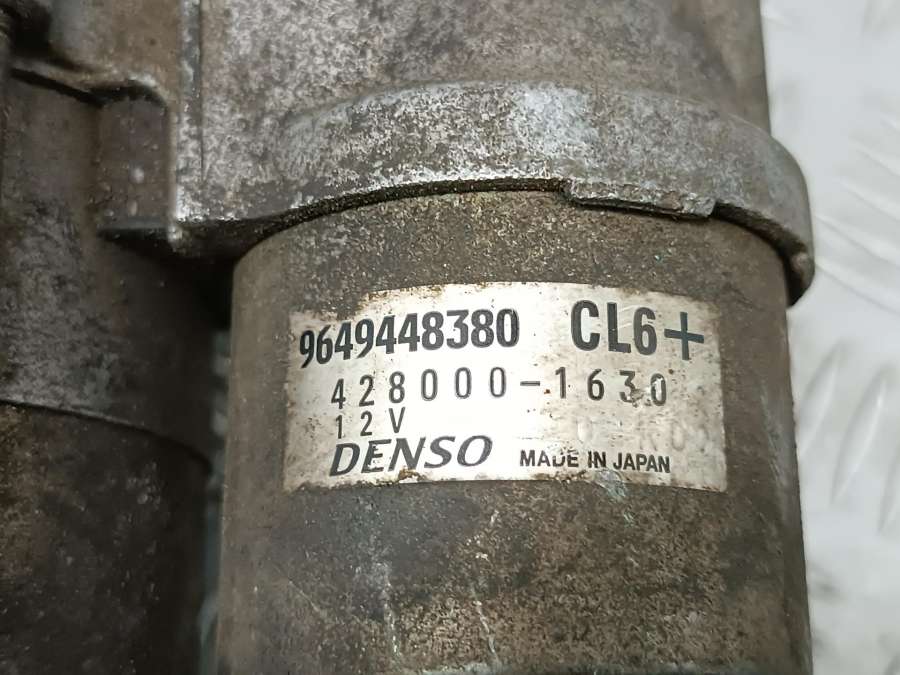 9649448380 CL6+
428000-1630
12V
DENSO MADE IN JAPAN